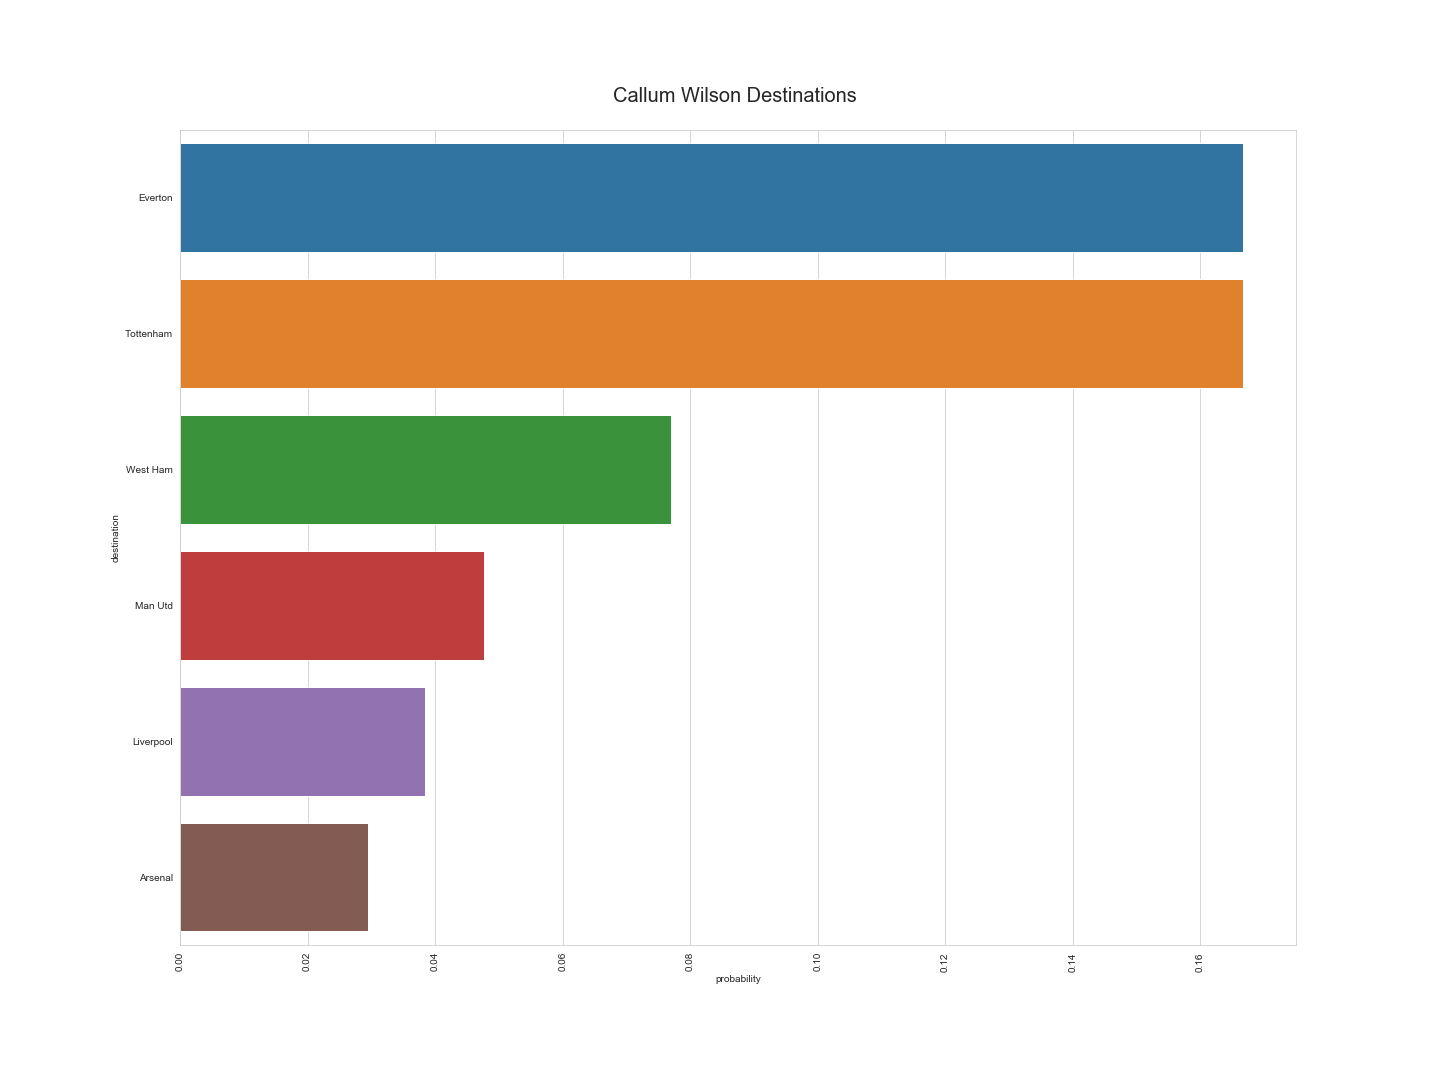 Callum Wilson Destinations
Everton
Tottenham
West Ham
Man Utd
Liverpool
Arsenal
destination
0.00
0.02
0.04
0.06
0.08
0.10
0.12
0.14
0.16
probability